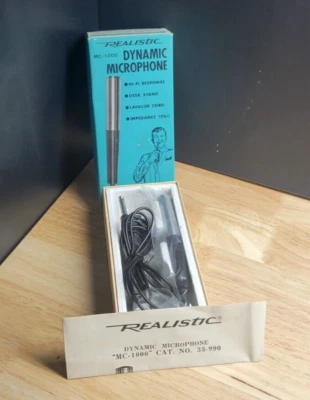 REALISTIC
MC-1000 DYNAMIC
MICROPHONE
● HI-FI RESPONSE
● DESK STAND
● LAVALIER CORD
● IMPEDANCE
REALISTIC®
DYNAMIC MICROPHONE
"MC-1000" CAT. NO. 33-990